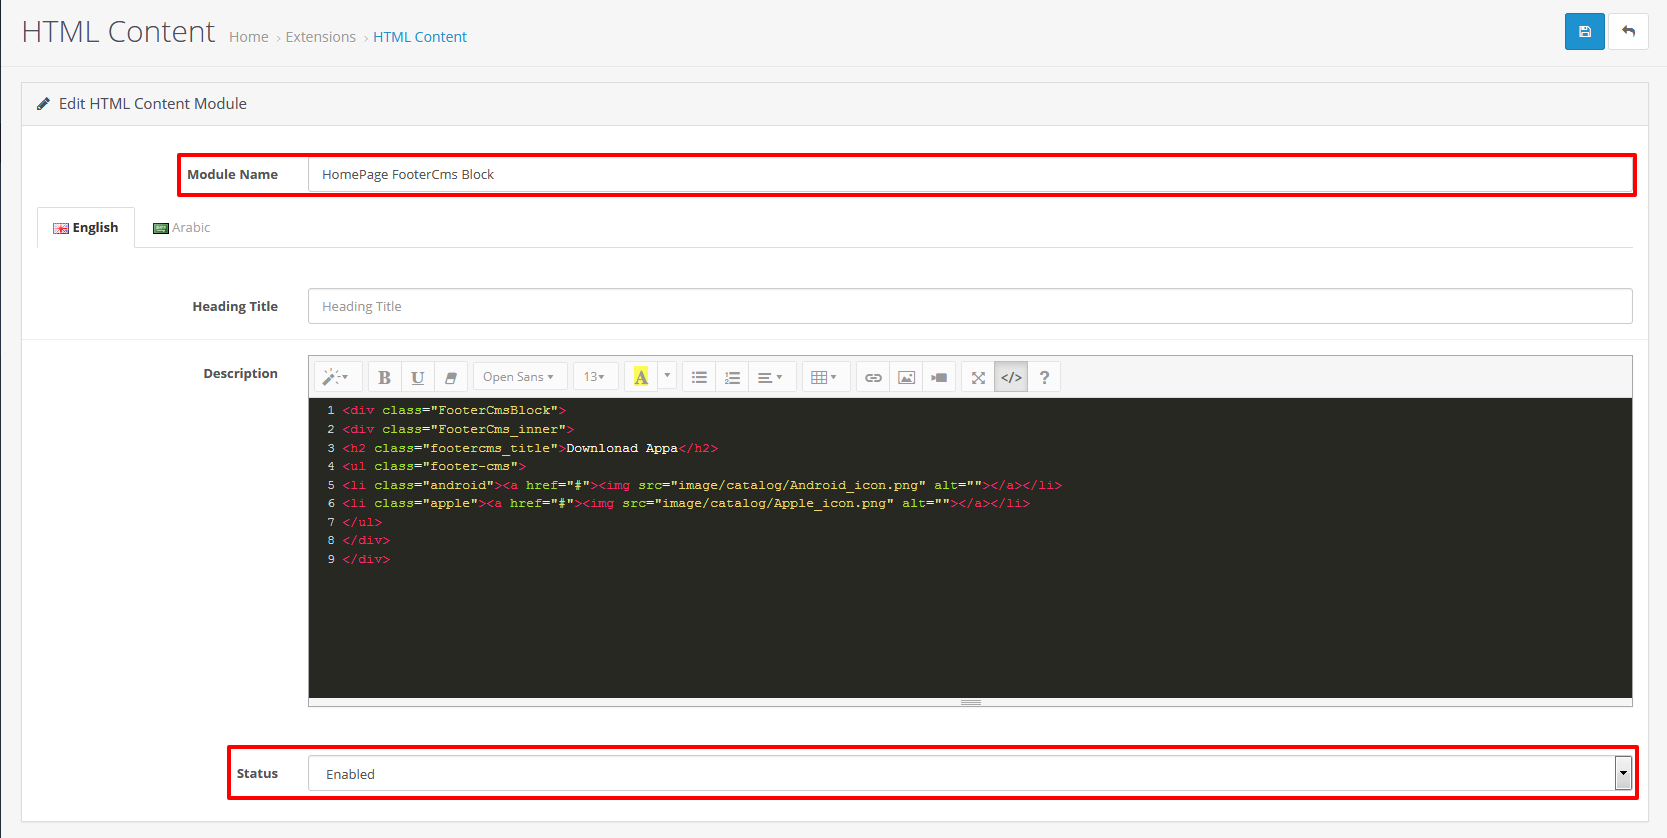 HTML Content Home › Extensions › HTML Content
Edit HTML Content Module
Module Name HomePage FooterCms Block
English Arabic
Heading Title Heading Title
Description
B U Open Sans 13 A </> ?
1 <div class="FooterCmsBlock">
2 <div class="FooterCms_inner">
3 <h2 class="footercms_title">Downlonad Appa</h2>
4 <ul class="footer-cms">
5 <li class="android"><a href="#"><img src="image/catalog/Android_icon.png" alt=""></a></li>
6 <li class="apple"><a href="#"><img src="image/catalog/Apple_icon.png" alt=""></a></li>
7 </ul>
8 </div>
9 </div>
Status Enabled